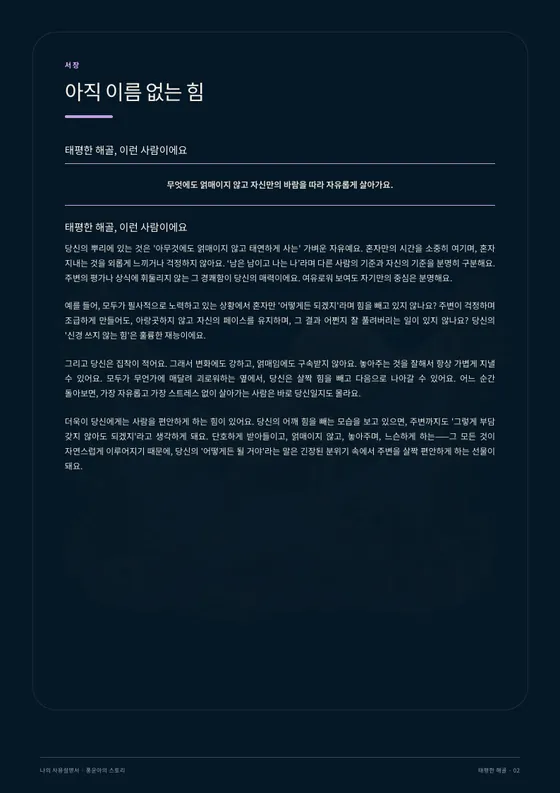 서장
아직 이름 없는 힘
태평한 해골, 이런 사람이에요
무엇에도 얽매이지 않고 자신만의 바람을 따라 자유롭게 살아가요.
태평한 해골, 이런 사람이에요
당신의 뿌리에 있는 것은 '아무것에도 얽매이지 않고 태연하게 사는' 가벼운 자유예요. 혼자만의 시간을 소중히 여기며, 혼자
지내는 것을 외롭게 느끼거나 걱정하지 않아요. '남은 남이고 나는 나'라며 다른 사람의 기준과 자신의 기준을 분명히 구분해요.
주변의 평가나 상식에 휘둘리지 않는 그 경쾌함이 당신의 매력이에요. 여유로워 보여도 자기만의 중심은 분명해요.
예를 들어, 모두가 필사적으로 노력하고 있는 상황에서 혼자만 '어떻게든 되겠지'라며 힘을 빼고 있지 않나요? 주변이 걱정하며
조급하게 만들어도, 아랑곳하지 않고 자신의 페이스를 유지하며, 그 결과 어쩐지 잘 풀려버리는 일이 있지 않나요? 당신의
'신경 쓰지 않는 힘'은 훌륭한 재능이에요.
그리고 당신은 집착이 적어요. 그래서 변화에도 강하고, 얽매임에도 구속받지 않아요. 놓아주는 것을 잘해서 항상 가볍게 지낼
수 있어요. 모두가 무언가에 매달려 괴로워하는 옆에서, 당신은 살짝 힘을 빼고 다음으로 나아갈 수 있어요. 어느 순간
돌아보면, 가장 자유롭고 가장 스트레스 없이 살아가는 사람은 바로 당신일지도 몰라요.
더욱이 당신에게는 사람을 편안하게 하는 힘이 있어요. 당신의 어깨 힘을 빼는 모습을 보고 있으면, 주변까지도 '그렇게 부담
갖지 않아도 되겠지'라고 생각하게 돼요. 단호하게 받아들이고, 얽매이지 않고, 놓아주며, 느슨하게 하는——그 모든 것이
자연스럽게 이루어지기 때문에, 당신의 '어떻게든 될 거야'라는 말은 긴장된 분위기 속에서 주변을 살짝 편안하게 하는 선물이
돼요.
나의 사용설명서 · 통운아의 스토리
태평한 해골 · 02